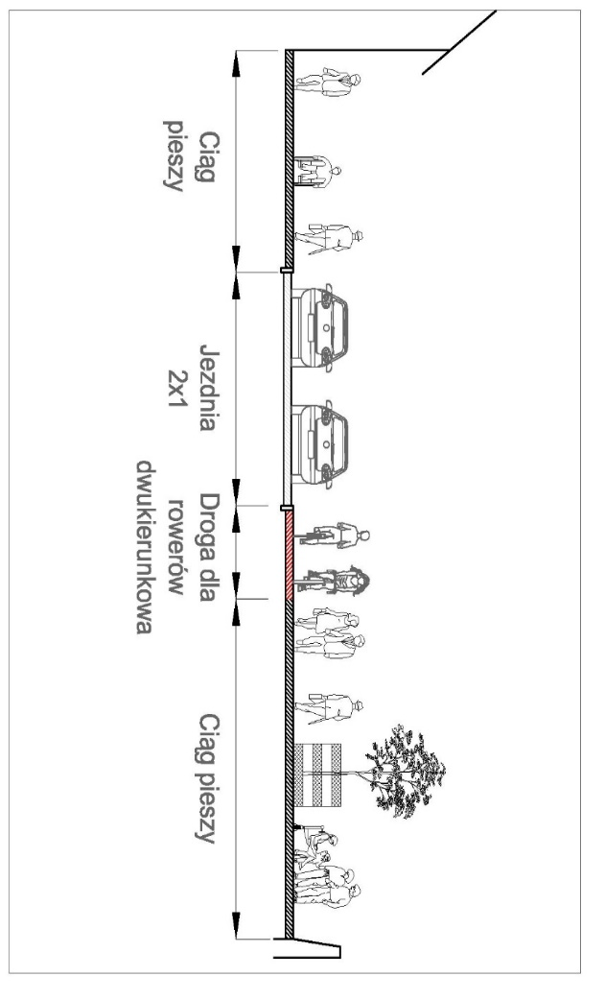 Ciąg
pieszy
Jezdnia
2x1
Droga dla
rowerów
dwukierunkowa
Ciąg pieszy